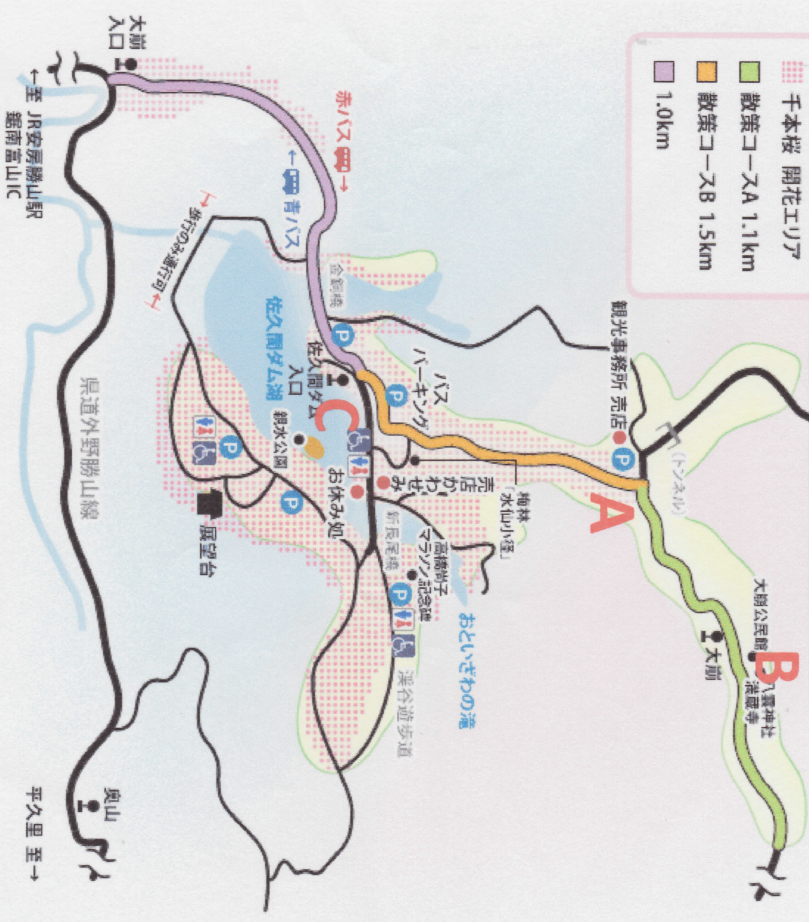 千本桜 開花エリア
散策コースA 1.1km
散策コースB 1.5km
1.0km
大崩
入口
←至 JR安房勝山駅
鋸南富山IC
赤バス
→
←
青バス
←歩行のみ通行可→
金銅橋
佐久間ダム湖
P
佐久間ダム
入口
C
親水公園
バス
パーキング
P
観光事務所 売店
P
(トンネル)
A
梅林
水仙小径」
売店かわせみ
お休み処
新長尾橋
高橋尚子
マラソン記念碑
P
おといざわの滝
渓谷遊歩道
P
P
展望台
大崩公民館
B
八雲神社
満蔵寺
大崩
県道外野勝山線
奥山
平久里 至→